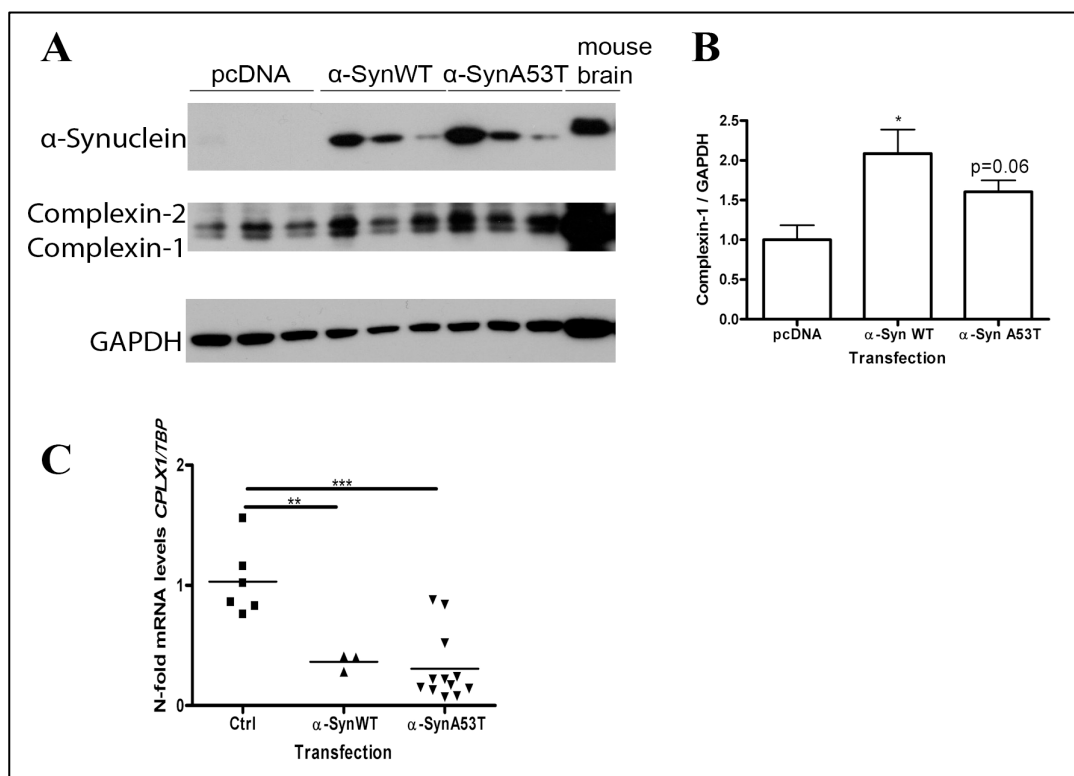 A
pcDNA
α-SynWT
α-SynA53T
mouse
brain
α-Synuclein
Complexin-2
Complexin-1
GAPDH
B
Complexin-1 / GAPDH
2.5
2.0
1.5
1.0
0.5
0.0
*
p=0.06
pcDNA
α-Syn WT
α-Syn A53T
Transfection
C
N-fold mRNA levels CPLX1/TBP
2
1
0
***
**
Ctrl
α-SynWT
α-SynA53T
Transfection